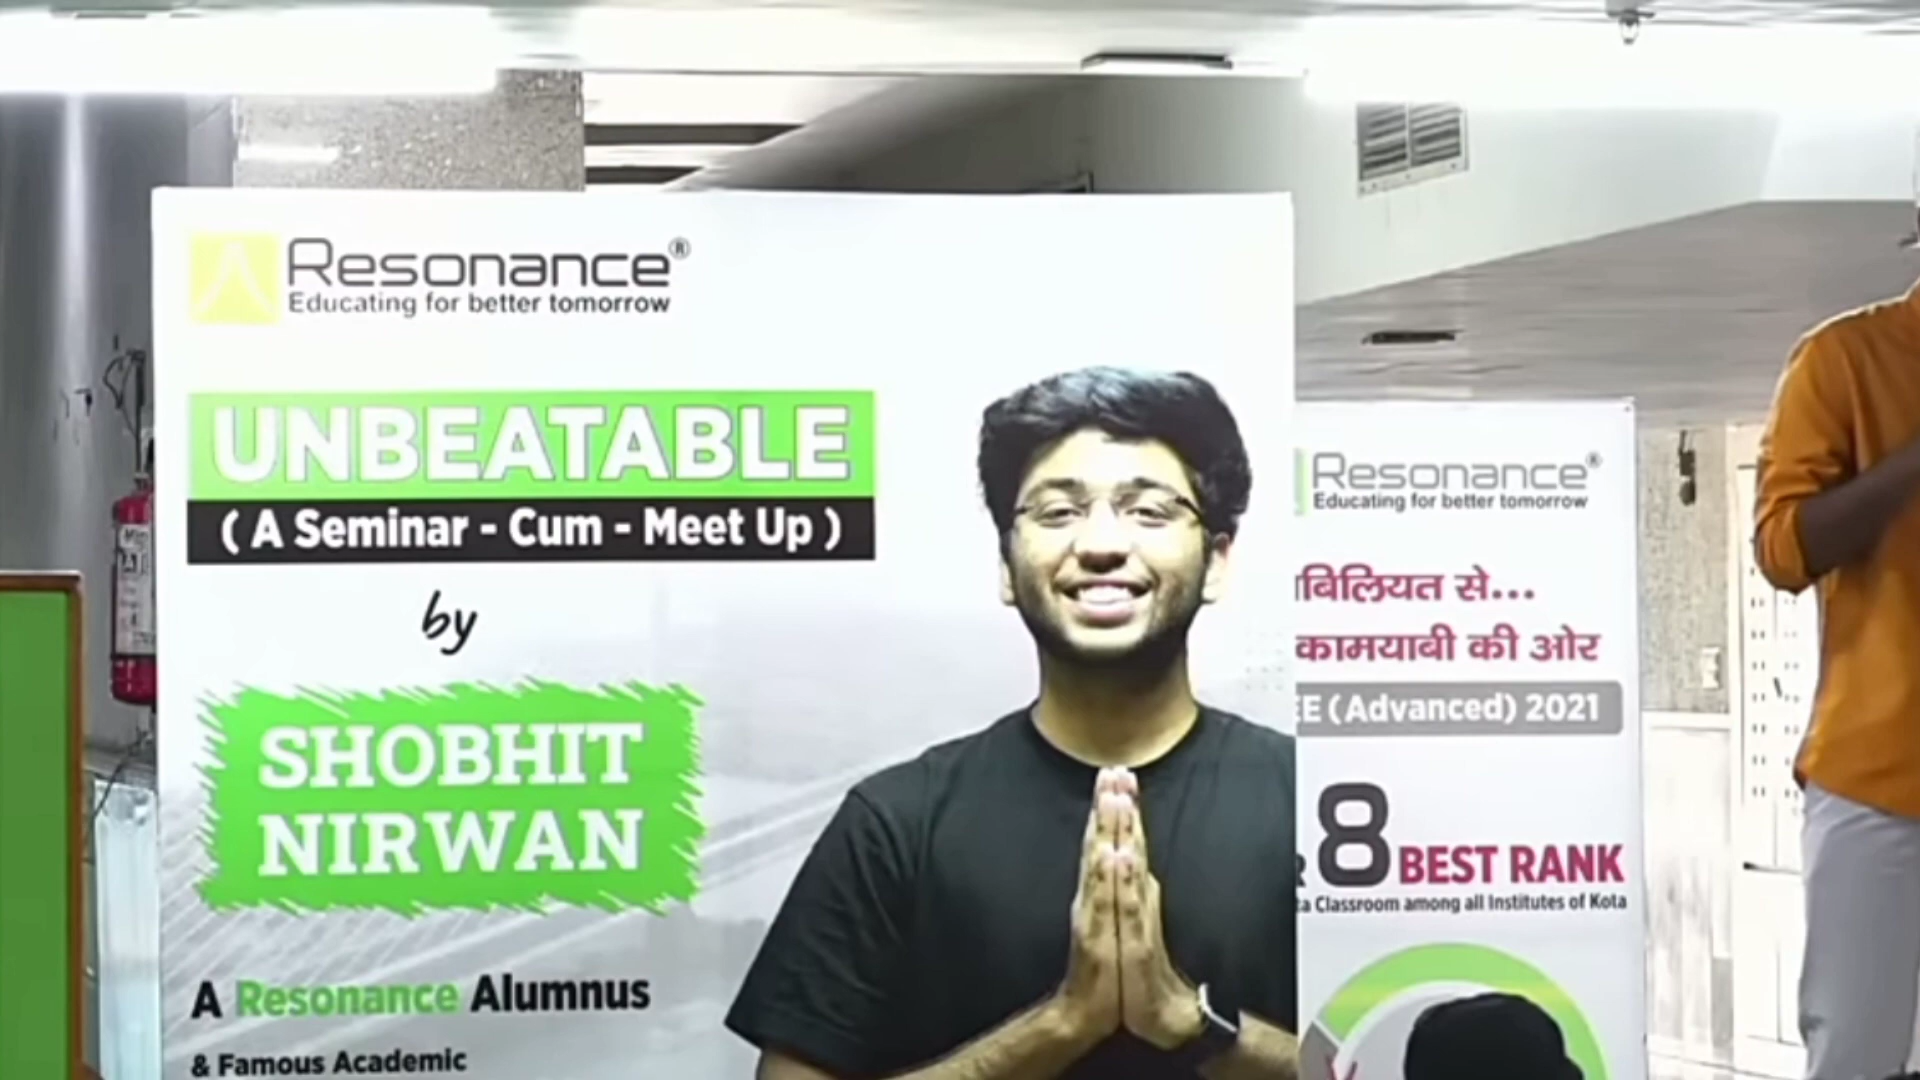 Resonance®
Educating for better tomorrow
UNBEATABLE
( A Seminar - Cum - Meet Up )
by
SHOBHIT
NIRWAN
A Resonance Alumnus
& Famous Academic
Resonance®
Educating for better tomorrow
से...
कामयाबी की ओर
(Advanced) 2021
8 BEST RANK
Classroom among all Institutes of Kota